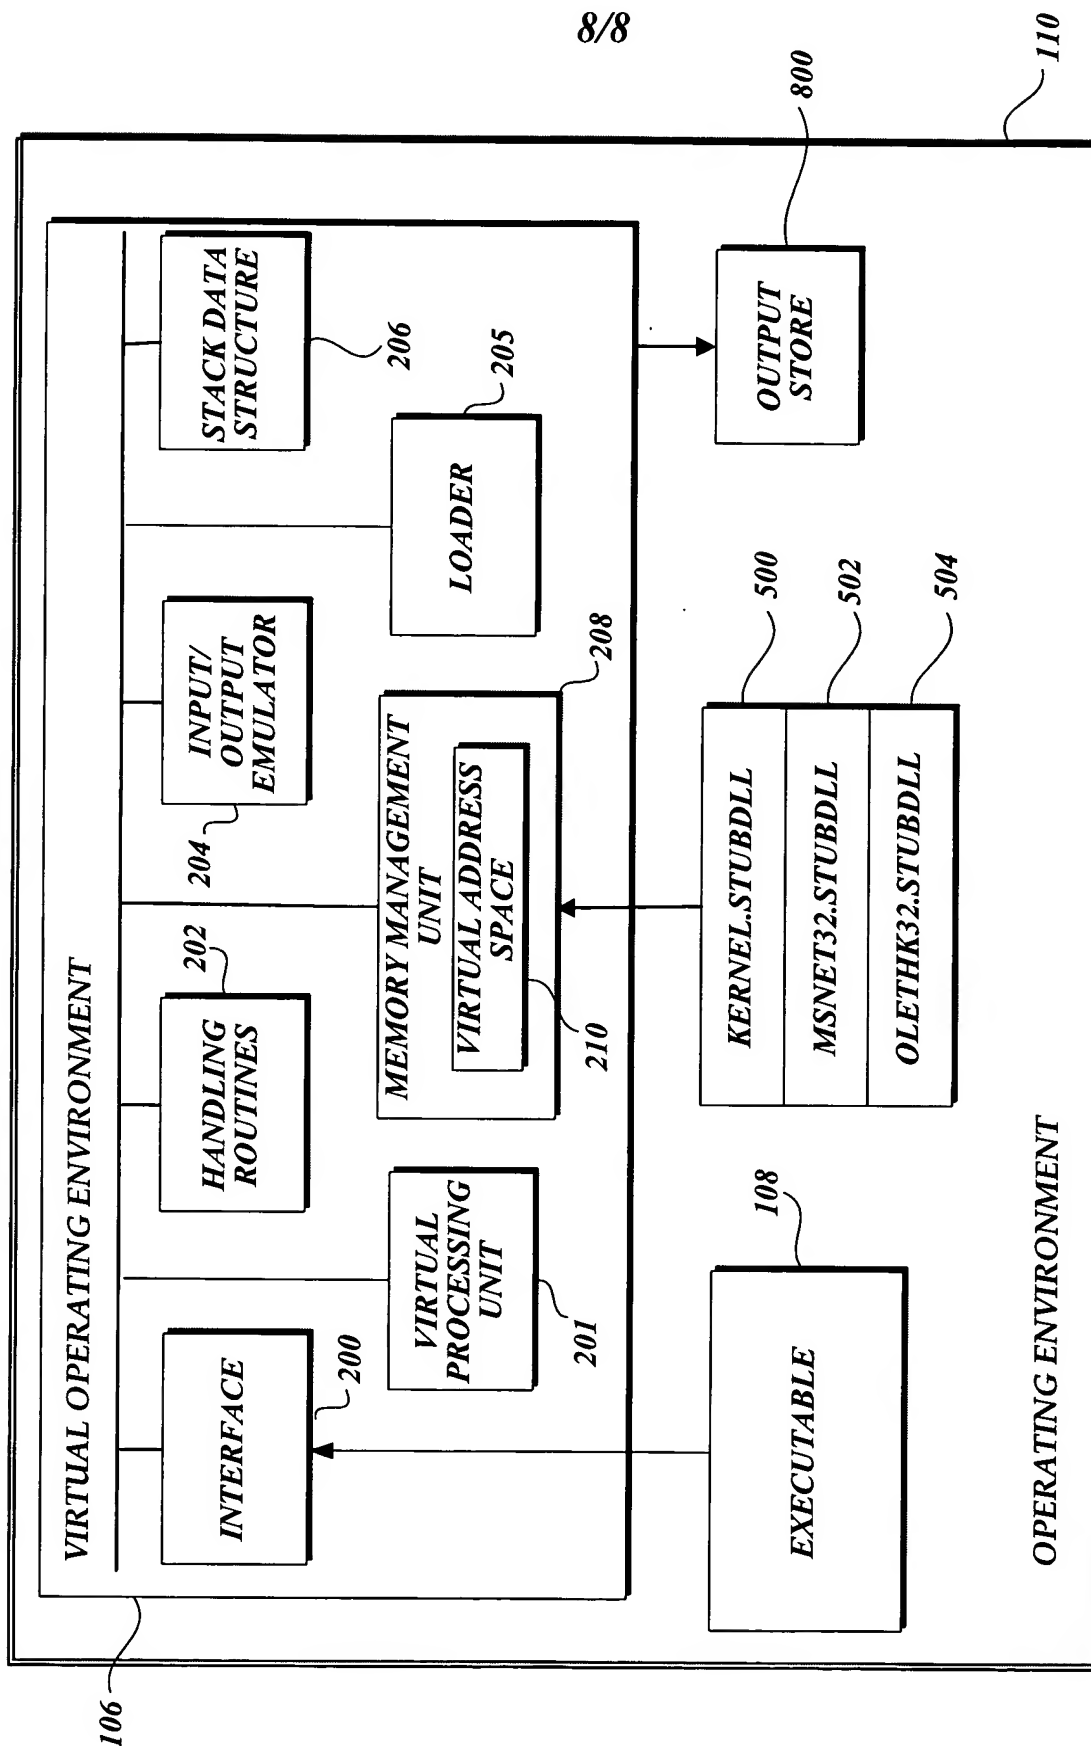 8/8
VIRTUAL OPERATING ENVIRONMENT
106
INTERFACE
200
HANDLING
ROUTINES
202
INPUT/
OUTPUT
EMULATOR
204
STACK DATA
STRUCTURE
206
VIRTUAL
PROCESSING
UNIT
201
MEMORY MANAGEMENT
UNIT
208
VIRTUAL ADDRESS
SPACE
210
LOADER
205
EXECUTABLE
108
KERNEL.STUBDLL
500
MSNET32.STUBDLL
502
OLETHK32.STUBDLL
504
OUTPUT
STORE
800
OPERATING ENVIRONMENT
110